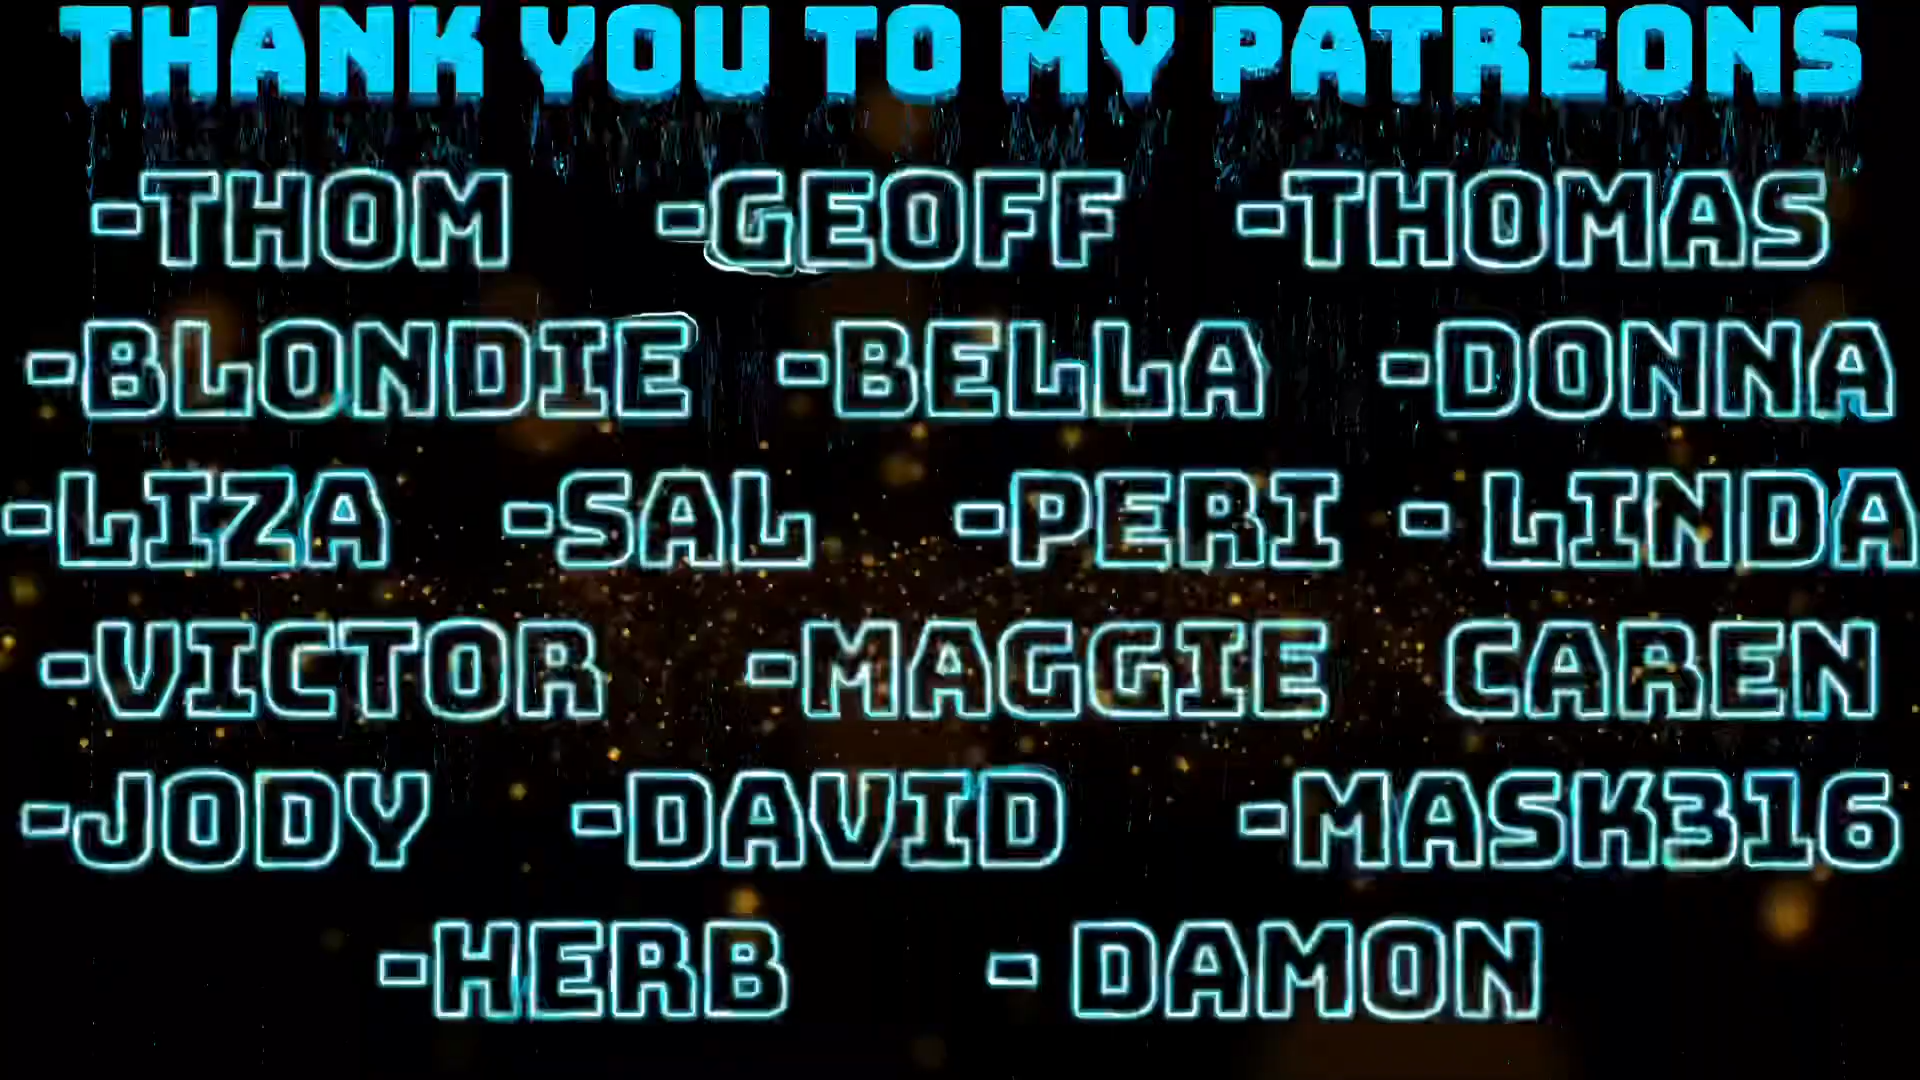 THANK YOU TO MY PATREONS
-THOM -GEOFF -THOMAS
-BLONDIE -BELLA -DONNA
-LIZA -SAL -PERI - LINDA
-VICTOR -MAGGIE CAREN
-JODY -DAVID -MASK316
-HERB - DAMON